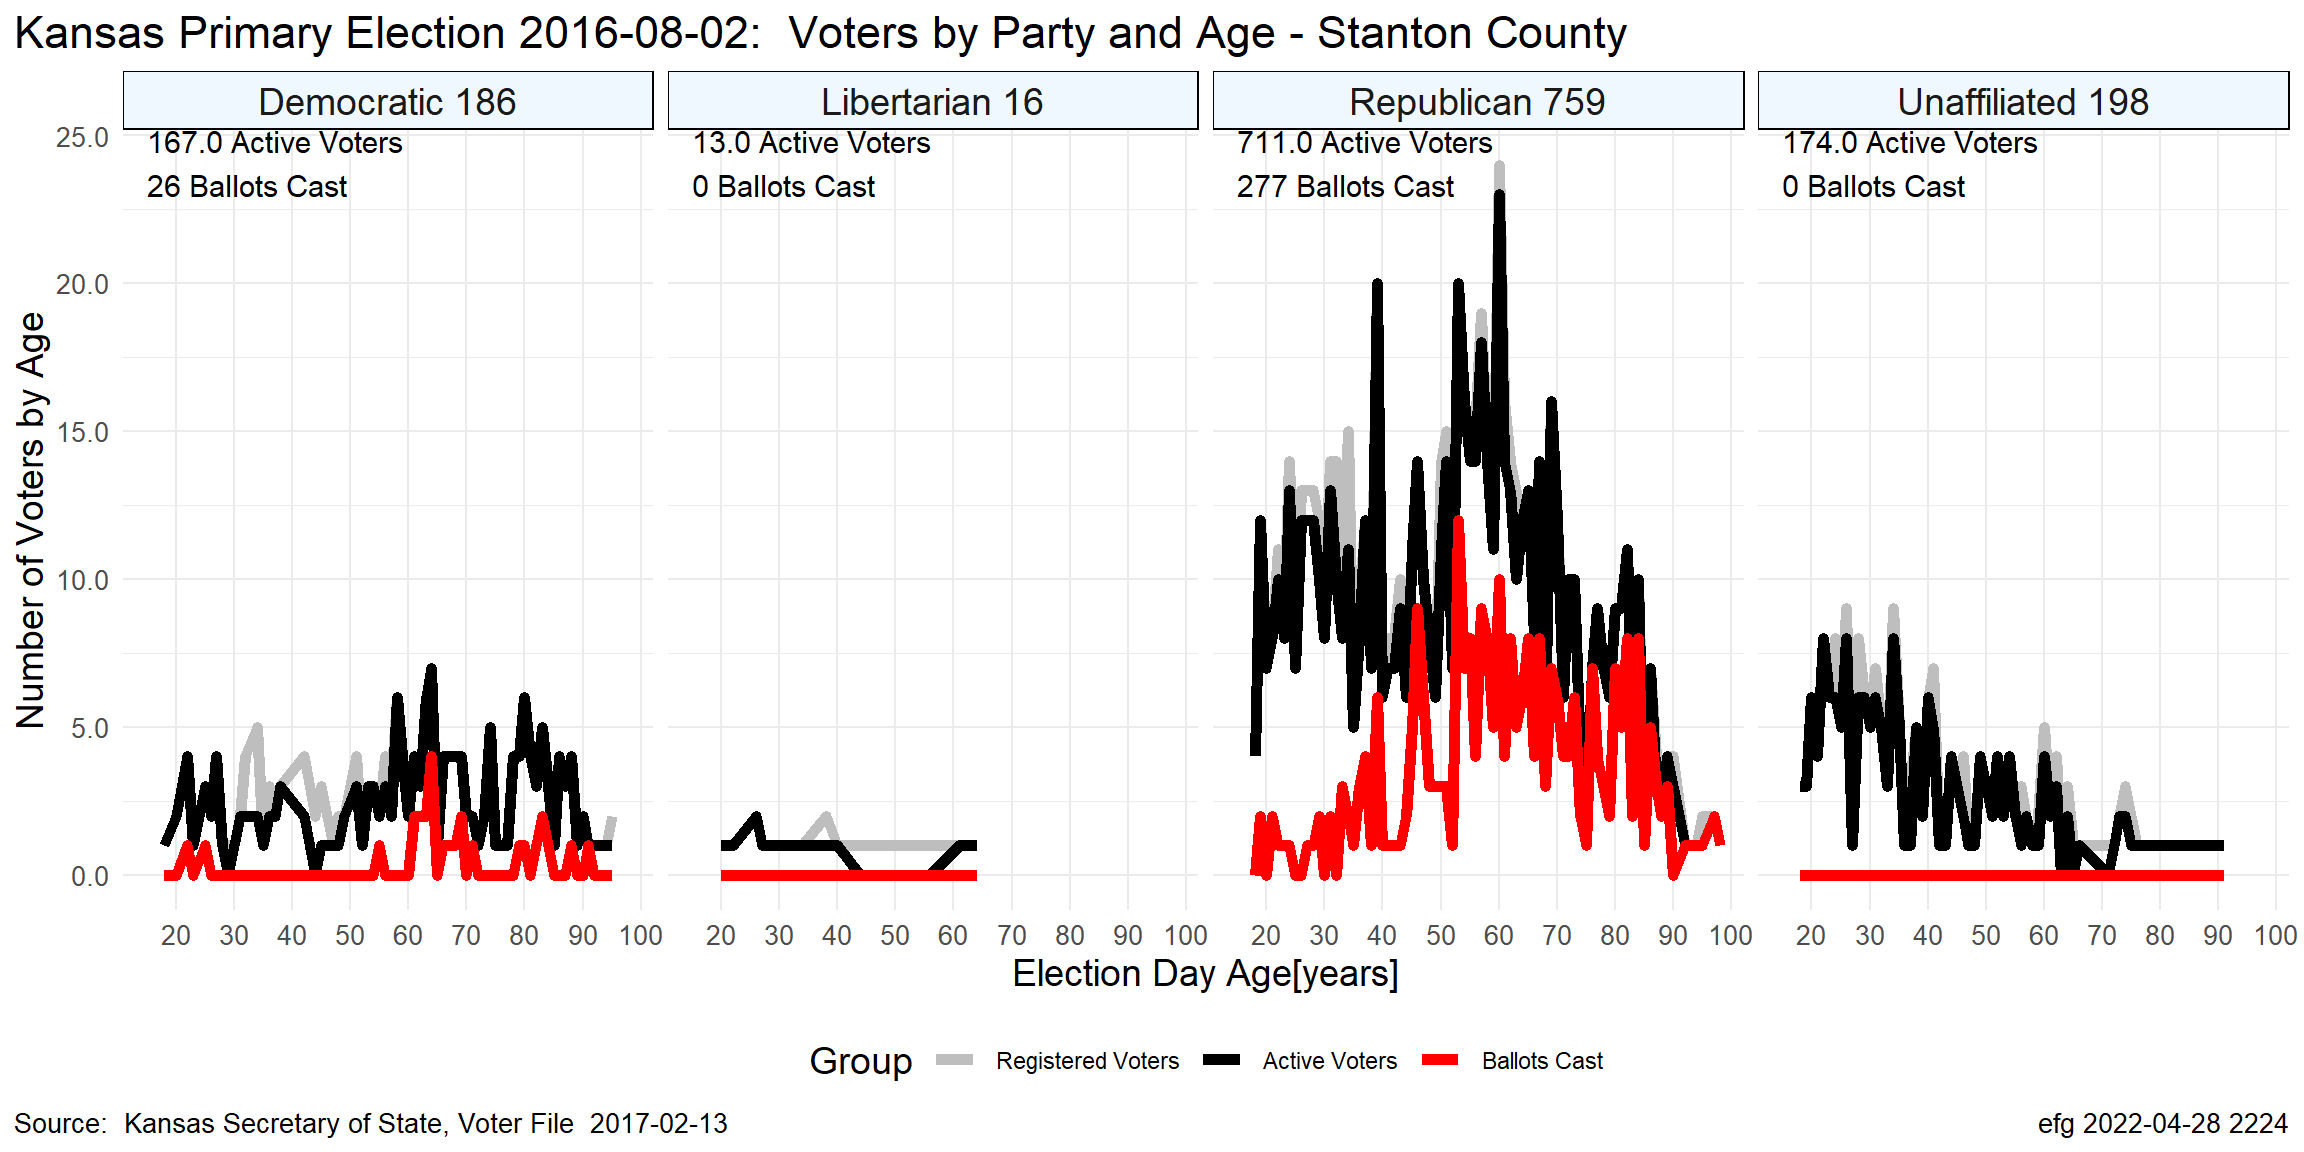 Kansas Primary Election 2016-08-02:  Voters by Party and Age - Stanton County
Democratic 186
Libertarian 16
Republican 759
Unaffiliated 198
167.0 Active Voters
26 Ballots Cast
13.0 Active Voters
0 Ballots Cast
711.0 Active Voters
277 Ballots Cast
174.0 Active Voters
0 Ballots Cast
Number of Voters by Age
25.0
20.0
15.0
10.0
5.0
0.0
20 30 40 50 60 70 80 90 100
20 30 40 50 60 70 80 90 100
20 30 40 50 60 70 80 90 100
20 30 40 50 60 70 80 90 100
Election Day Age[years]
Group Registered Voters Active Voters Ballots Cast
Source:  Kansas Secretary of State, Voter File  2017-02-13
efg 2022-04-28 2224